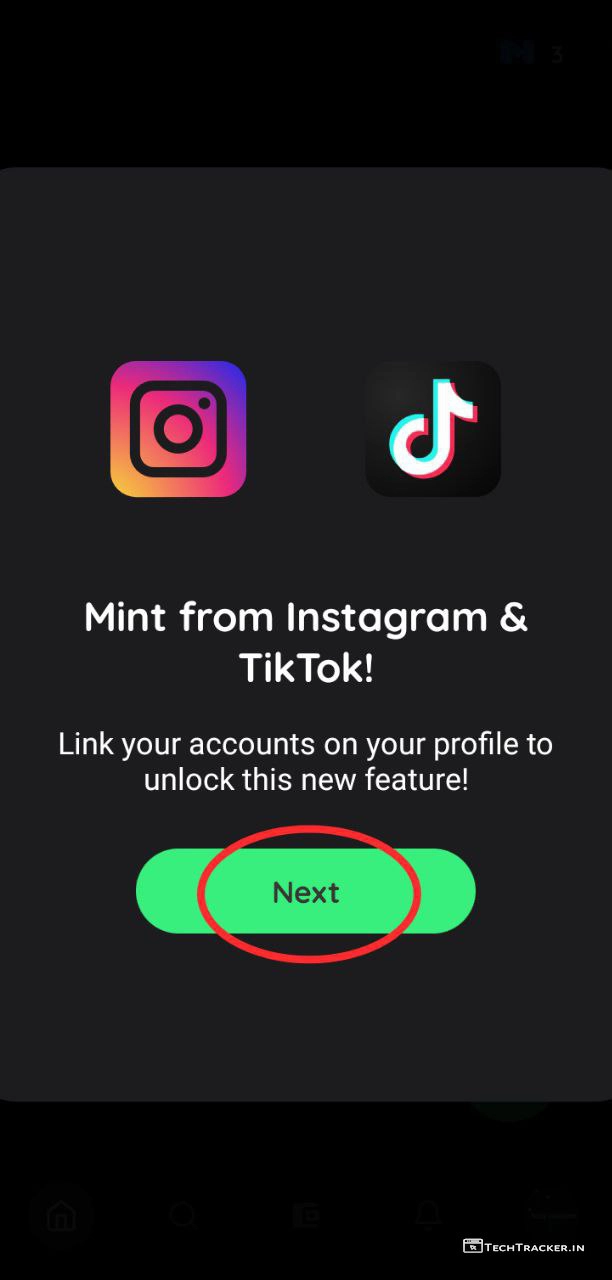 3
Mint from Instagram &
TikTok!
Link your accounts on your profile to
unlock this new feature!
Next
TechTracker.in